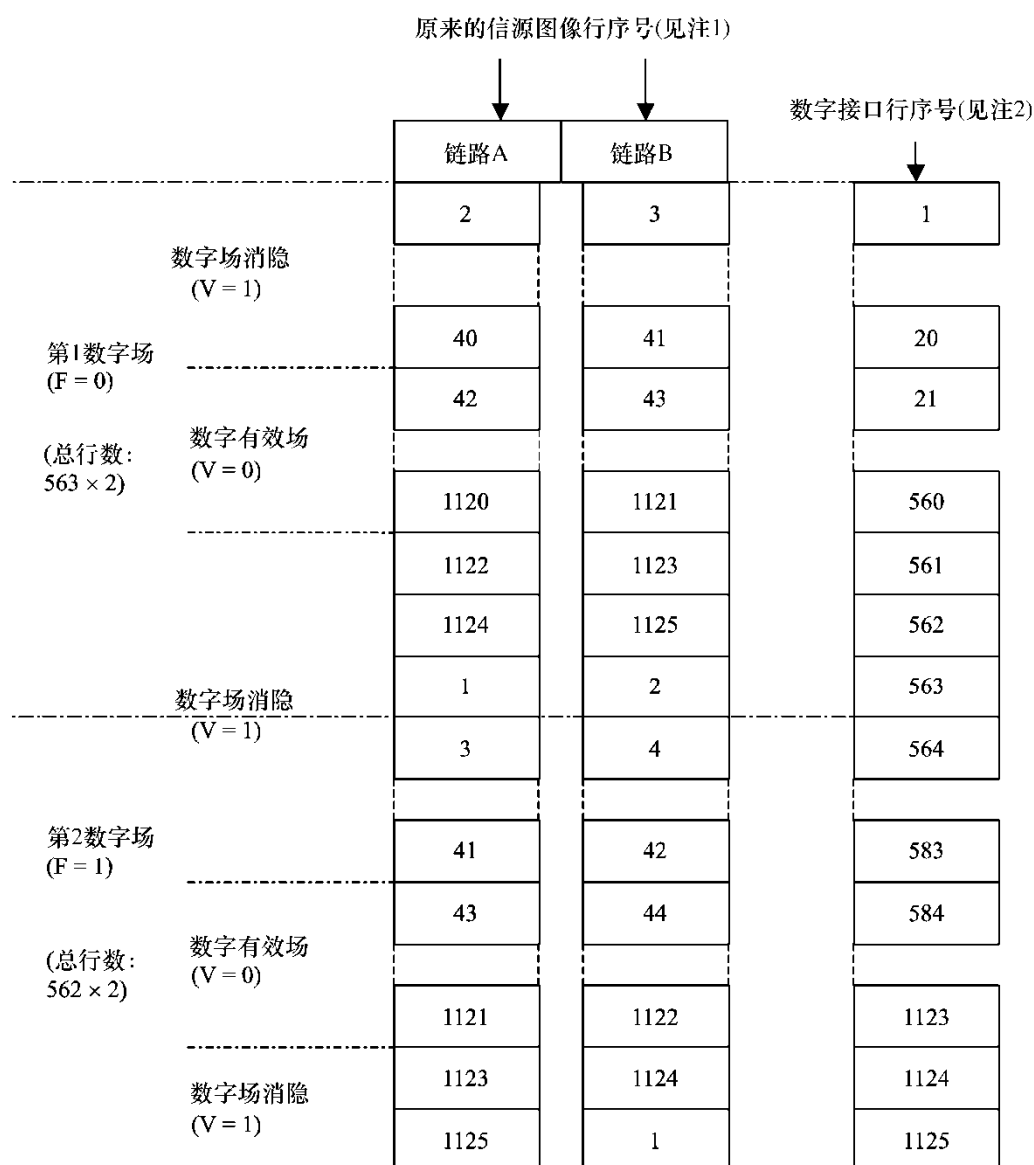 原来的信源图像行序号(见注1)
数字接口行序号(见注2)
链路A 链路B
2 3 1
数字场消隐
(V = 1)
40 41 20
第1数字场
(F = 0)
42 43 21
数字有效场
(V = 0)
(总行数:
563 × 2)
1120 1121 560
1122 1123 561
1124 1125 562
1 2 563
数字场消隐
(V = 1)
3 4 564
第2数字场
(F = 1)
41 42 583
43 44 584
数字有效场
(V = 0)
(总行数:
562 × 2)
1121 1122 1123
1123 1124 1124
数字场消隐
(V = 1)
1125 1 1125